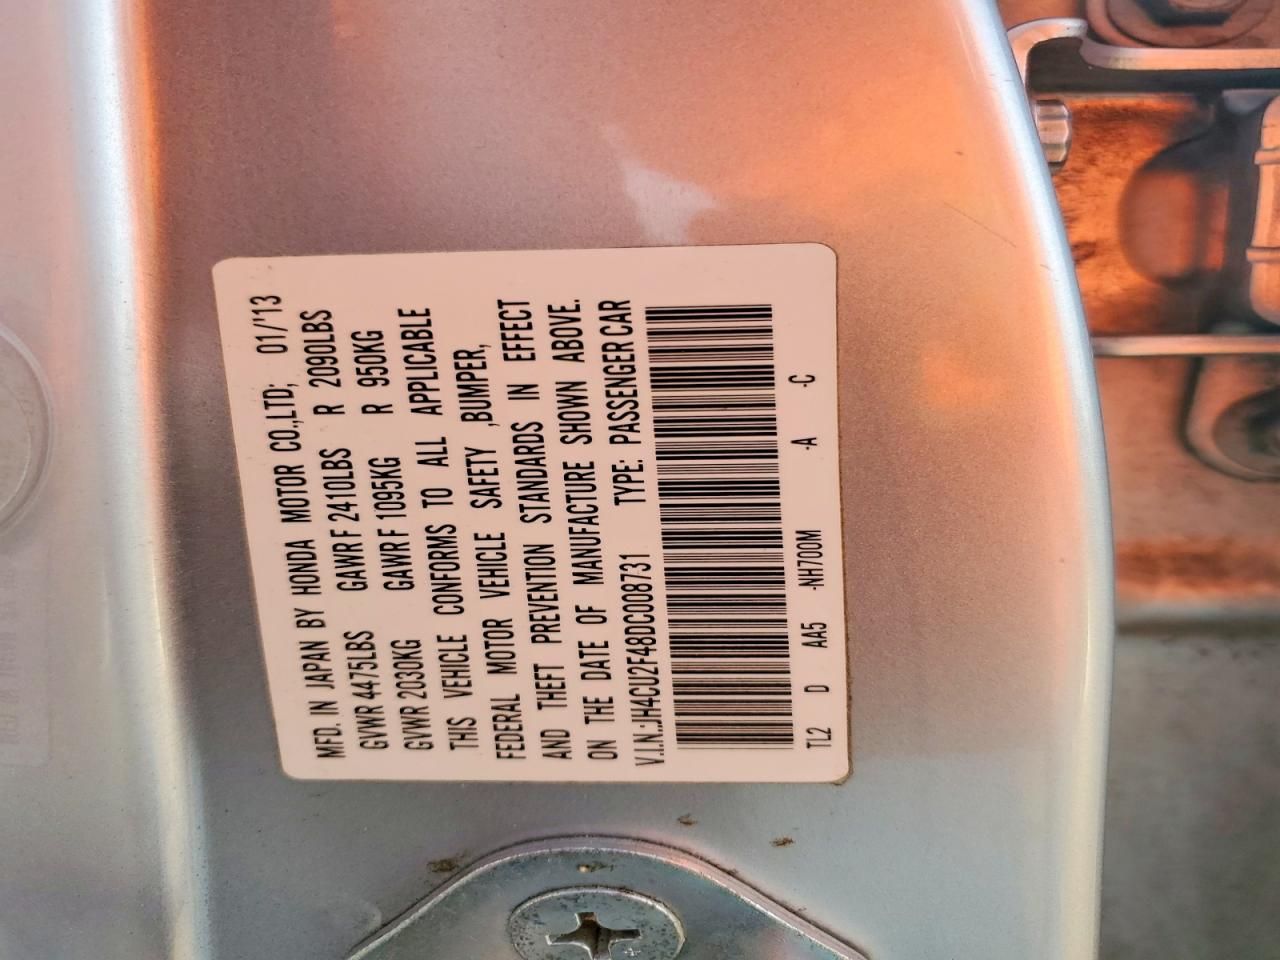 MFD. IN JAPAN BY HONDA MOTOR CO.,LTD; 01/'13
GVWR 4475LBS GAWR F 2410LBS R 2090LBS
GVWR 2030KG GAWR F 1095KG R 950KG
THIS VEHICLE CONFORMS TO ALL APPLICABLE
FEDERAL MOTOR VEHICLE SAFETY ,BUMPER,
AND THEFT PREVENTION STANDARDS IN EFFECT
ON THE DATE OF MANUFACTURE SHOWN ABOVE.
V.I.N.:JH4CU2F48DC008731 TYPE: PASSENGER CAR
TL2 D AA5 -NH700M -A -C